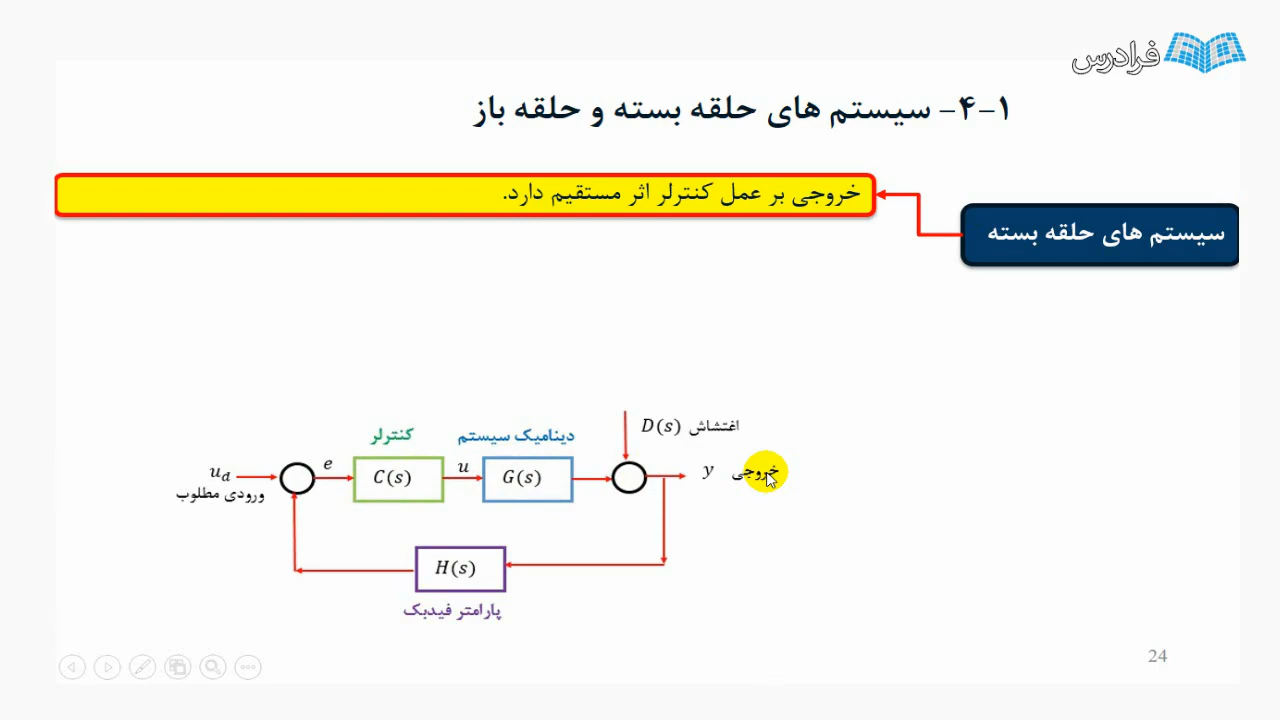 فرادرس
۱-۴- سیستم های حلقه بسته و حلقه باز
خروجی بر عمل کنترلر اثر مستقیم دارد.
سیستم های حلقه بسته
D(s) اغتشاش
کنترلر
دینامیک سیستم
u_d
e
C(s)
u
G(s)
y خروجی
ورودی مطلوب
H(s)
پارامتر فیدبک
24